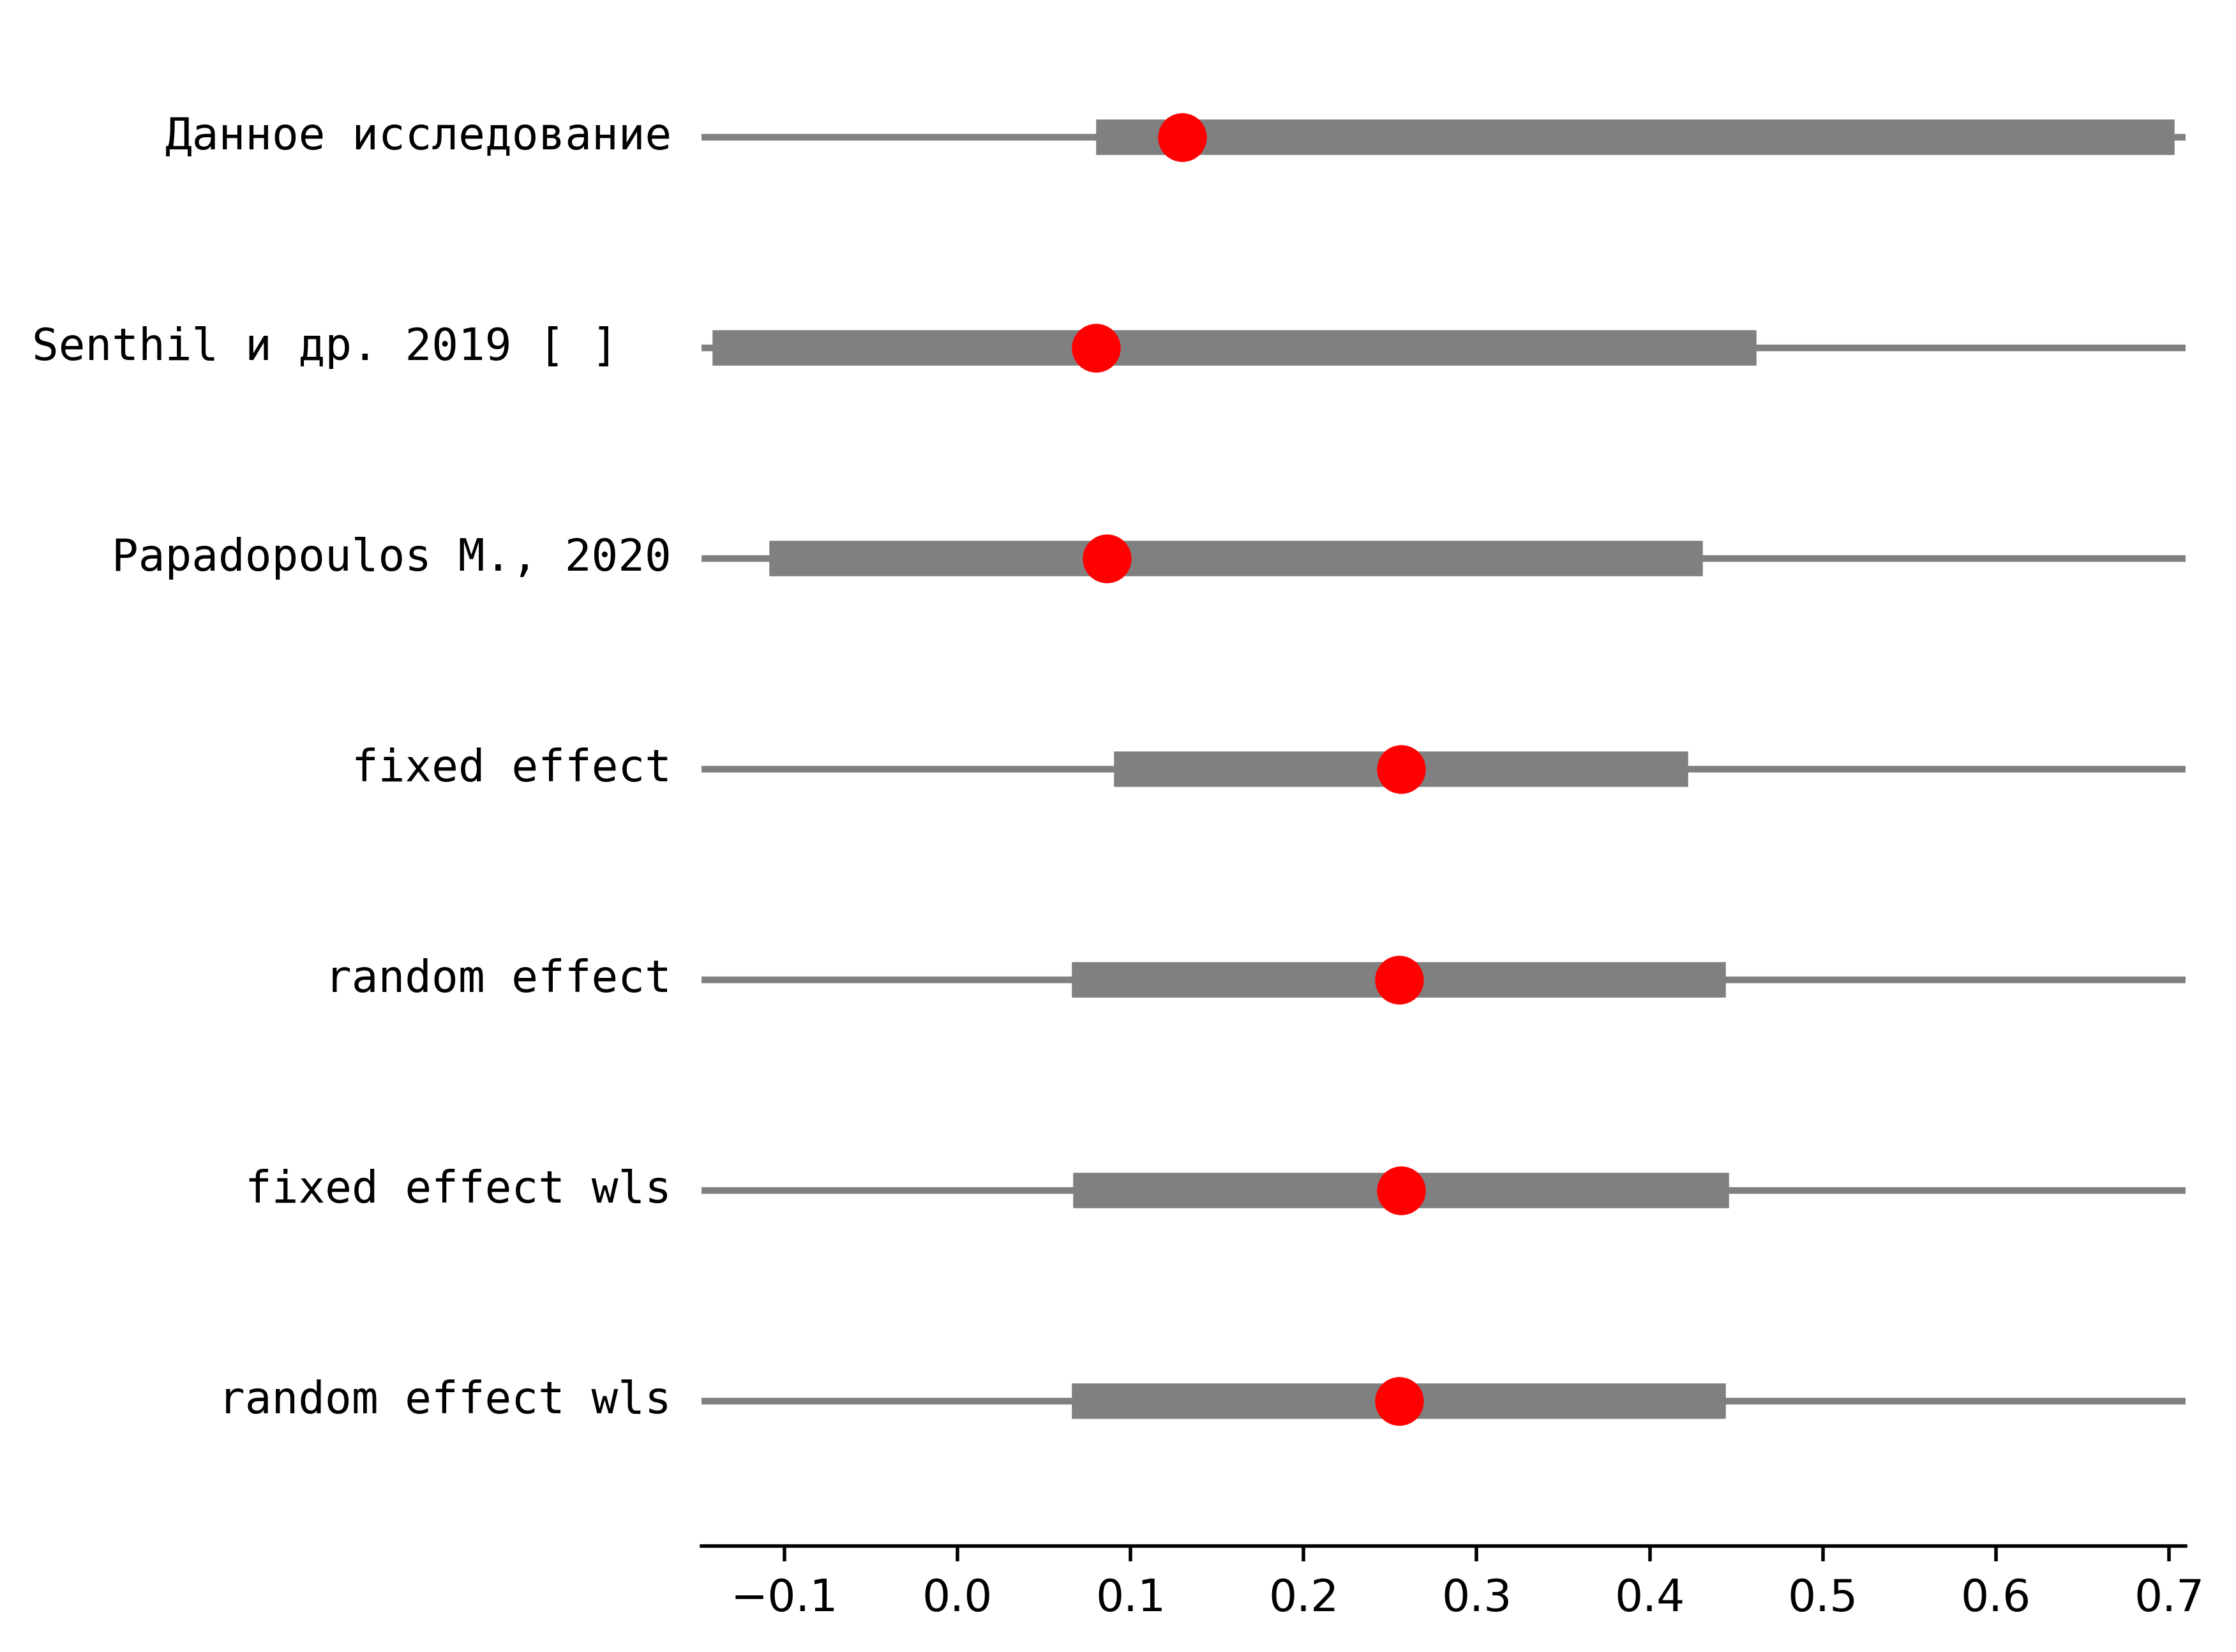 Данное исследование
Senthil и др. 2019 [ ]
Papadopoulos M., 2020
fixed effect
random effect
fixed effect wls
random effect wls
−0.1 0.0 0.1 0.2 0.3 0.4 0.5 0.6 0.7